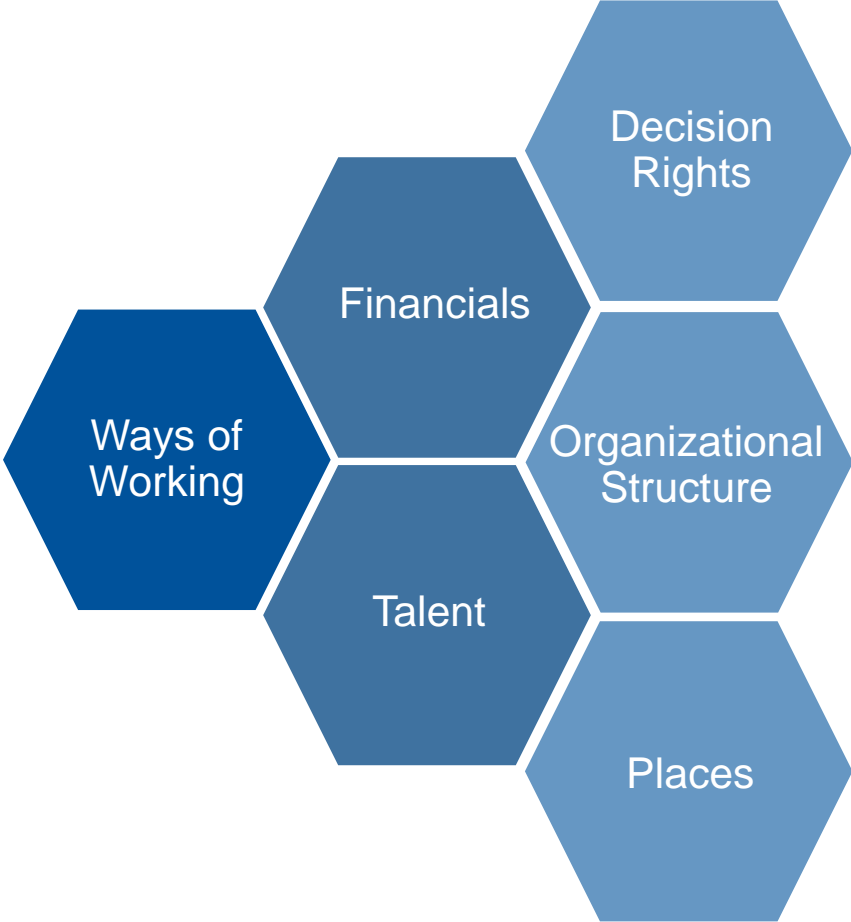 Decision
Rights
Financials
Ways of
Working
Organizational
Structure
Talent
Places